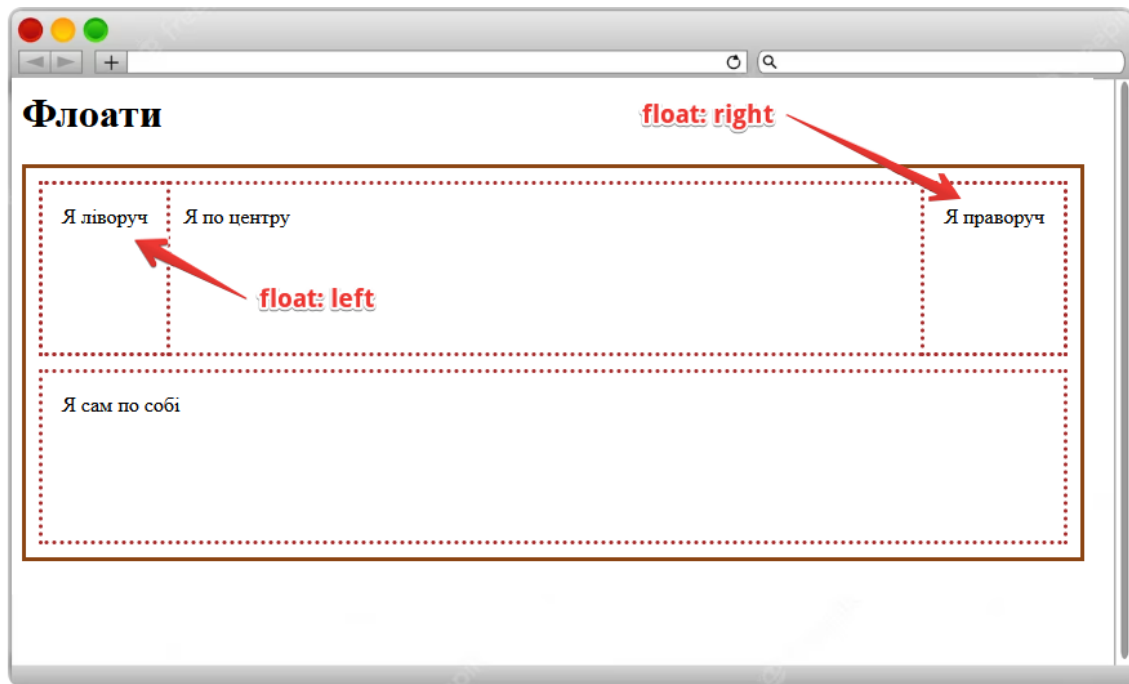 Флоати
float: right
Я ліворуч
Я по центру
Я праворуч
float: left
Я сам по собі